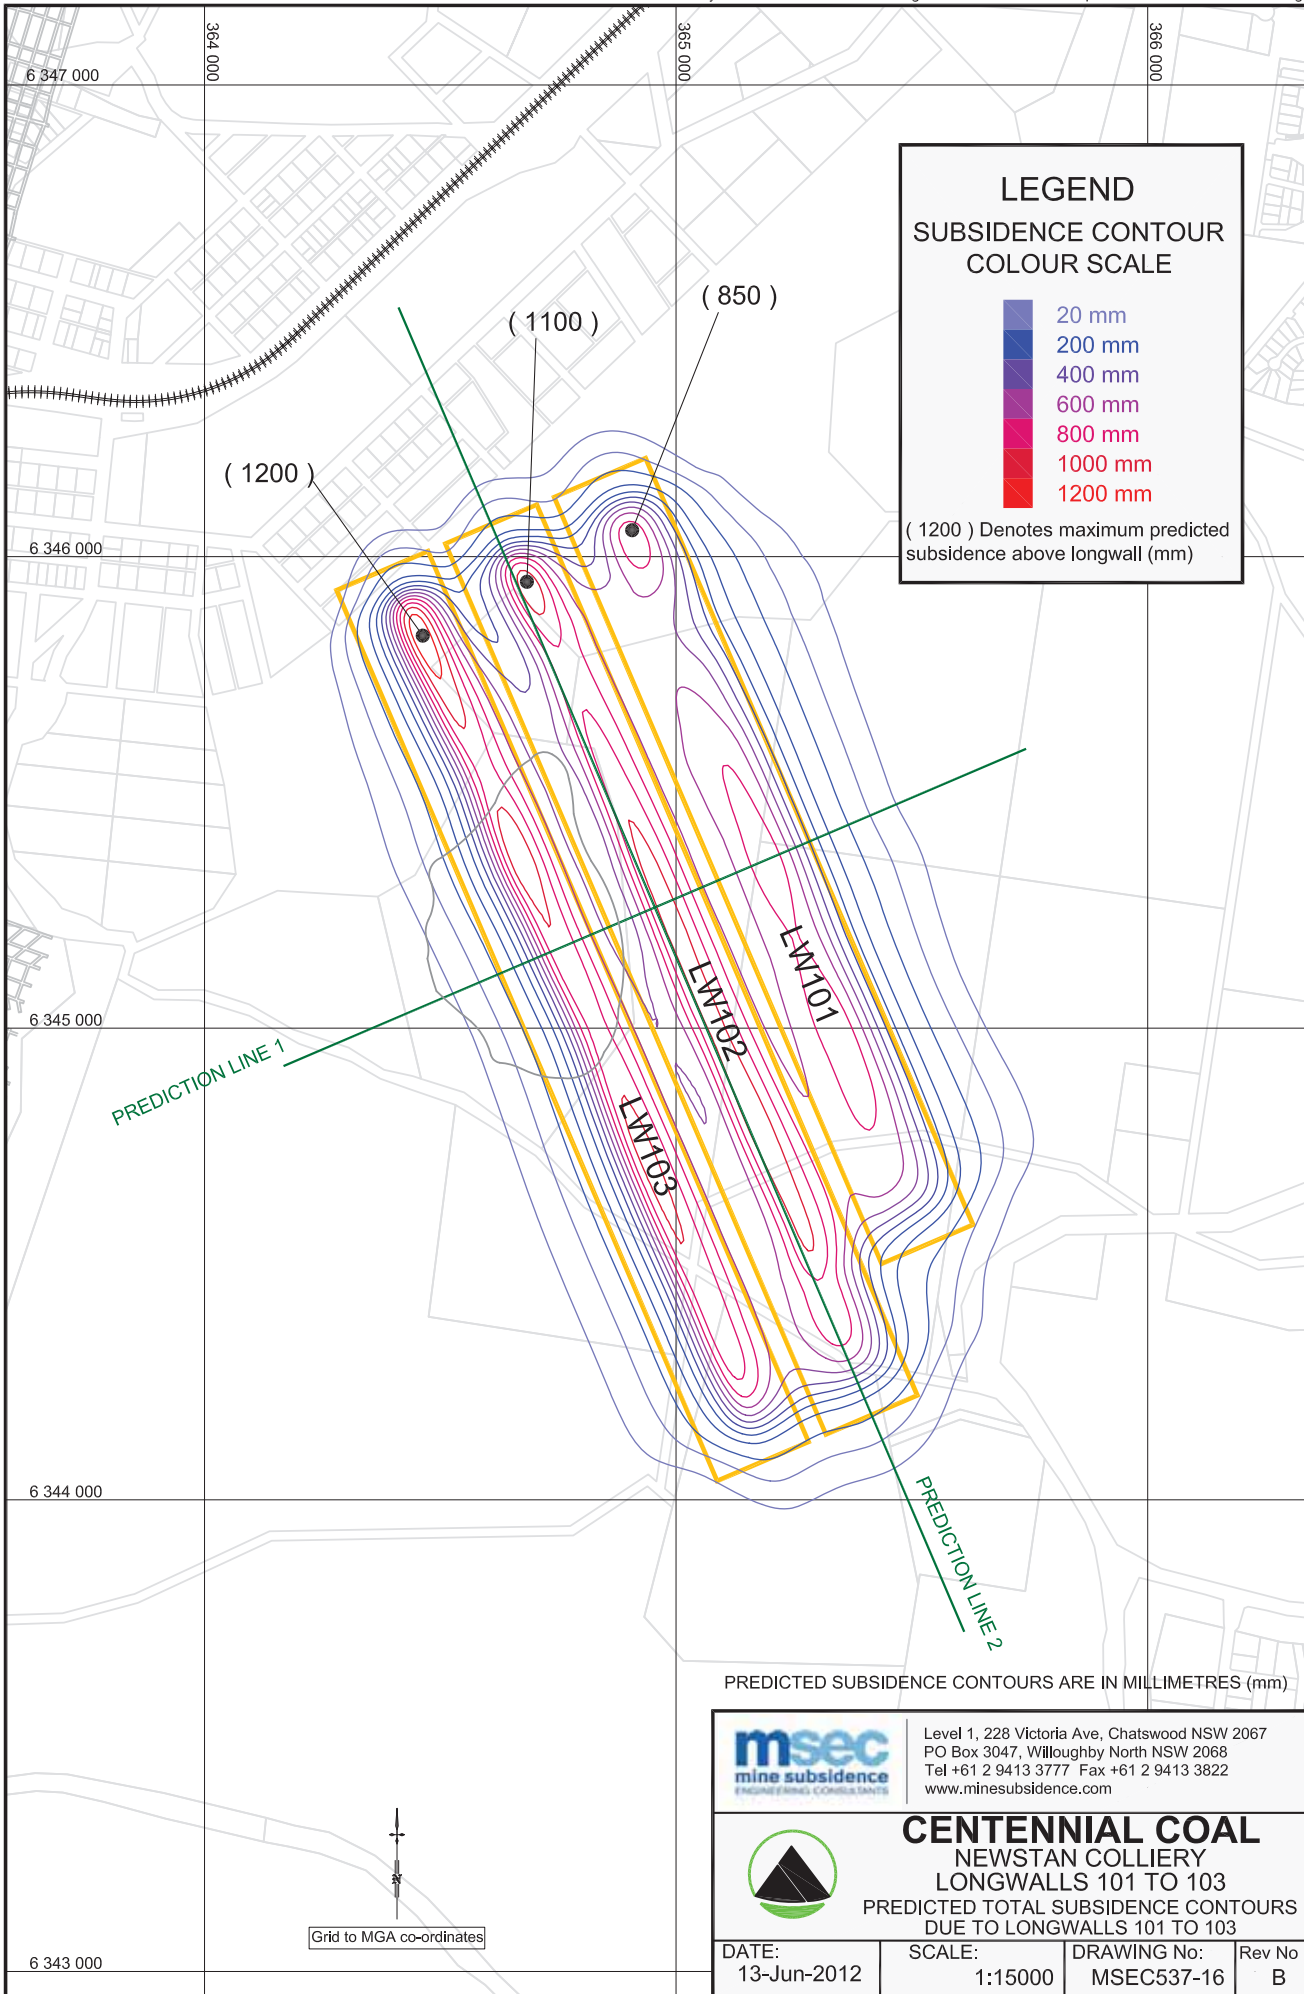 364 000
365 000
366 000
6 347 000
LEGEND
SUBSIDENCE CONTOUR
COLOUR SCALE
20 mm
200 mm
400 mm
600 mm
800 mm
1000 mm
1200 mm
( 1200 ) Denotes maximum predicted
subsidence above longwall (mm)
( 850 )
( 1100 )
( 1200 )
6 346 000
LW101
LW102
6 345 000
PREDICTION LINE 1
LW103
6 344 000
PREDICTION LINE 2
PREDICTED SUBSIDENCE CONTOURS ARE IN MILLIMETRES (mm)
msec
mine subsidence
ENGINEERING CONSULTANTS
Level 1, 228 Victoria Ave, Chatswood NSW 2067
PO Box 3047, Willoughby North NSW 2068
Tel +61 2 9413 3777 Fax +61 2 9413 3822
www.minesubsidence.com
CENTENNIAL COAL
NEWSTAN COLLIERY
LONGWALLS 101 TO 103
PREDICTED TOTAL SUBSIDENCE CONTOURS
DUE TO LONGWALLS 101 TO 103
N
Grid to MGA co-ordinates
DATE:
13-Jun-2012
SCALE:
1:15000
DRAWING No:
MSEC537-16
Rev No
B
6 343 000